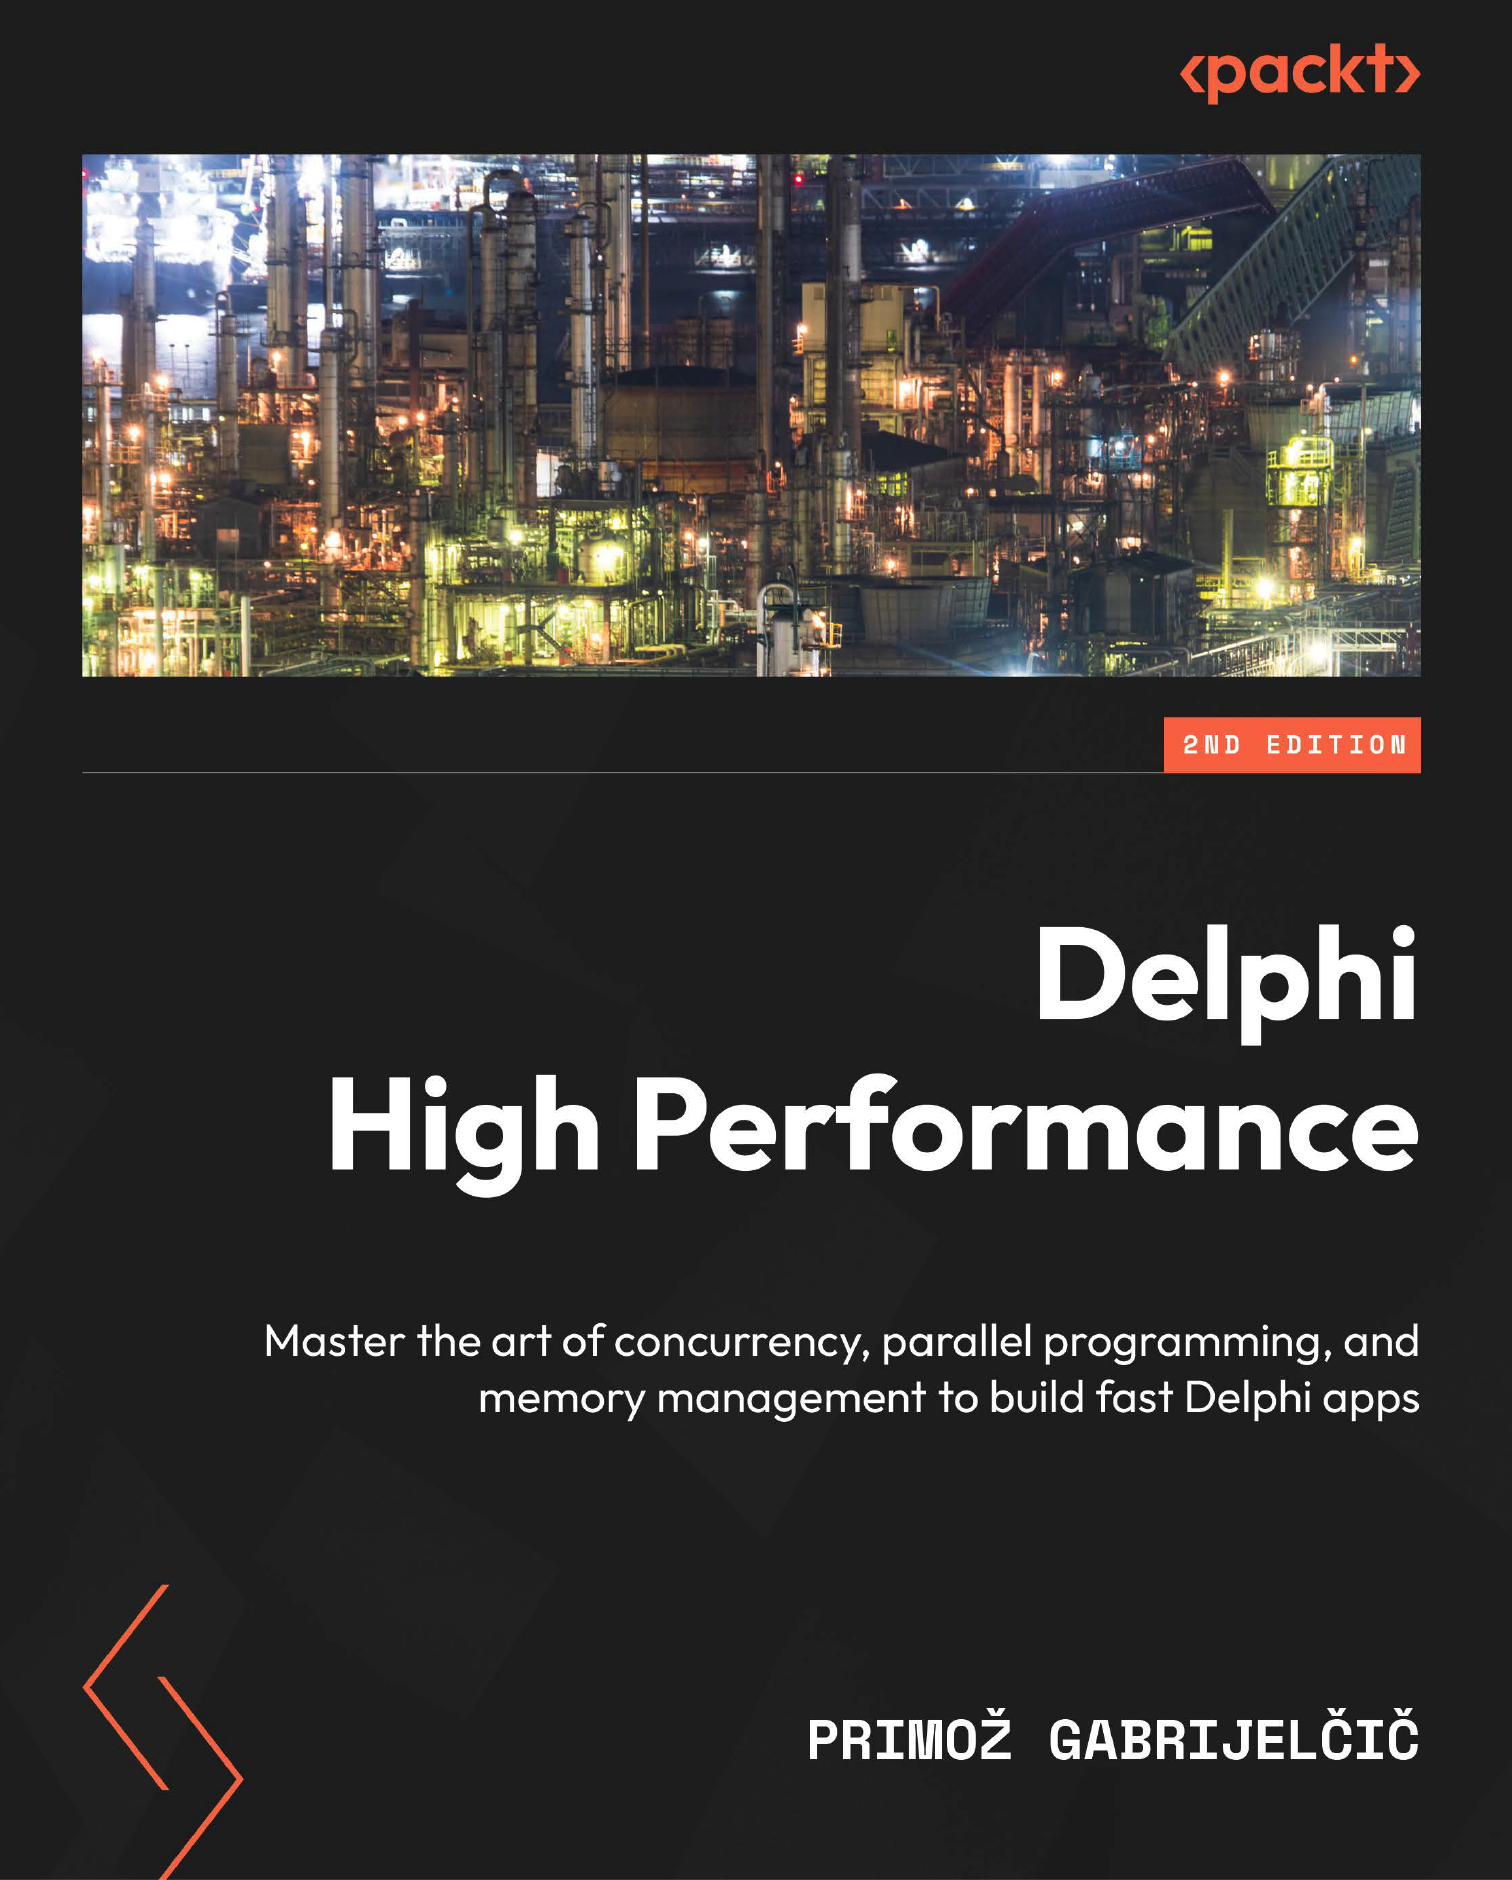 <packt>
2ND EDITION
Delphi
High Performance
Master the art of concurrency, parallel programming, and
memory management to build fast Delphi apps
PRIMOŽ GABRIJELČIČ